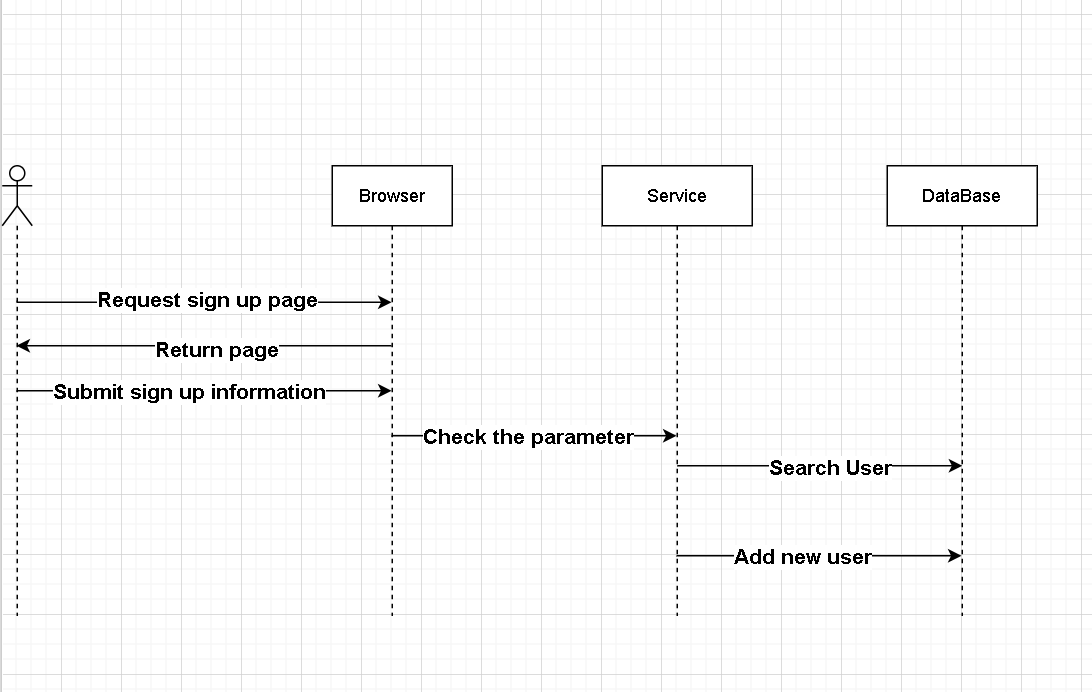 Browser
Service
DataBase
Request sign up page
Return page
Submit sign up information
Check the parameter
Search User
Add new user